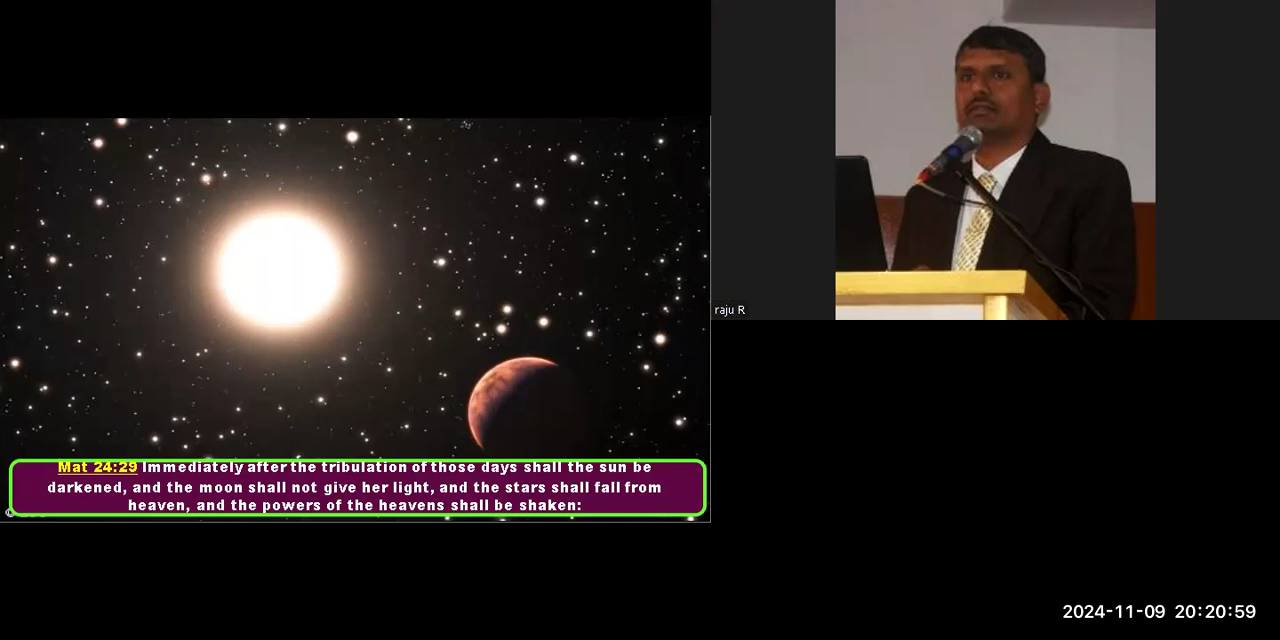 Mat 24:29 Immediately after the tribulation of those days shall the sun be
darkened, and the moon shall not give her light, and the stars shall fall from
heaven, and the powers of the heavens shall be shaken:
raju R
2024-11-09 20:20:59